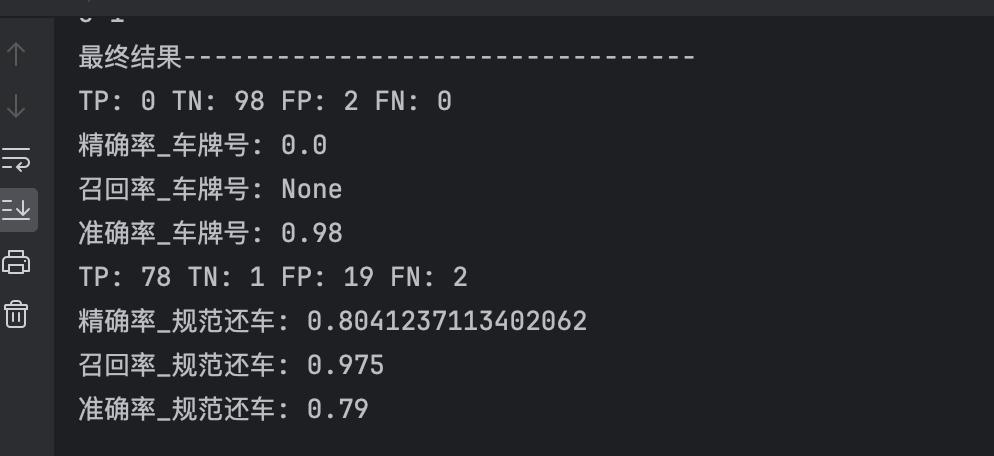 最终结果---------------------------------
TP: 0 TN: 98 FP: 2 FN: 0
精确率_车牌号: 0.0
召回率_车牌号: None
准确率_车牌号: 0.98
TP: 78 TN: 1 FP: 19 FN: 2
精确率_规范还车: 0.8041237113402062
召回率_规范还车: 0.975
准确率_规范还车: 0.79